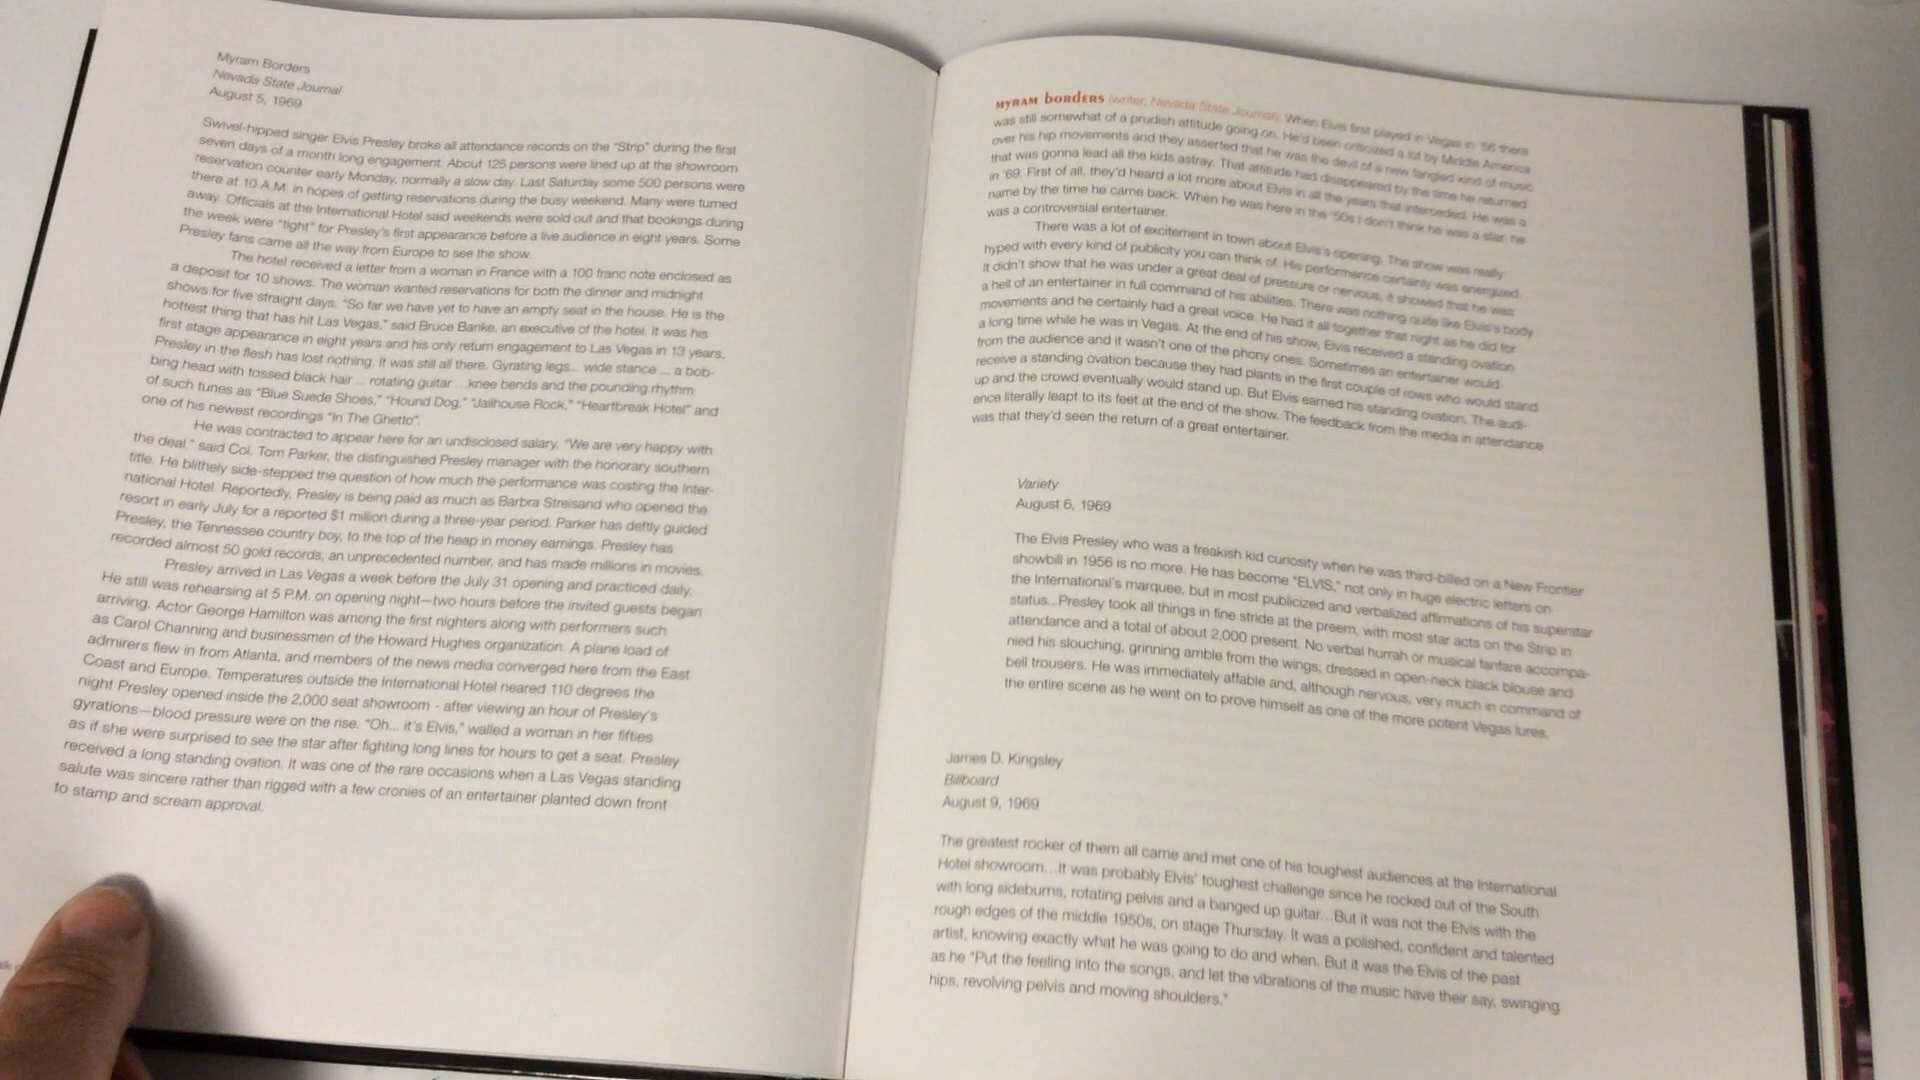 Myram Borders
Nevada State Journal
August 5, 1969
Swivel-hipped singer Elvis Presley broke all attendance records on the "Strip" during the first
seven days of a month long engagement. About 125 persons were lined up at the showroom
reservation counter early Monday, normally a slow day. Last Saturday some 500 persons were
there at 10 A.M. in hopes of getting reservations during the busy weekend. Many were turned
away. Officials at the International Hotel said weekends were sold out and that bookings during
the week were "tight" for Presley's first appearance before a live audience in eight years. Some
Presley fans came all the way from Europe to see the show.
The hotel received a letter from a woman in France with a 100 franc note enclosed as
a deposit for 10 shows. The woman wanted reservations for both the dinner and midnight
shows for five straight days. "So far we have yet to have an empty seat in the house. He is the
hottest thing that has hit Las Vegas," said Bruce Banke, an executive of the hotel. It was his
first stage appearance in eight years and his only return engagement to Las Vegas in 13 years.
Presley in the flesh has lost nothing. It was still all there. Gyrating legs... wide stance ... a bob-
bing head with tossed black hair ... rotating guitar ...knee bends and the pounding rhythm
of such tunes as "Blue Suede Shoes," "Hound Dog," "Jailhouse Rock," "Heartbreak Hotel" and
one of his newest recordings "In The Ghetto".
He was contracted to appear here for an undisclosed salary. "We are very happy with
the deal." said Col. Tom Parker, the distinguished Presley manager with the honorary southern
title. He blithely side-stepped the question of how much the performance was costing the Inter-
national Hotel. Reportedly, Presley is being paid as much as Barbra Streisand who opened the
resort in early July for a reported $1 million during a three-year period. Parker has deftly guided
Presley, the Tennessee country boy, to the top of the heap in money earnings. Presley has
recorded almost 50 gold records, an unprecedented number, and has made millions in movies.
Presley arrived in Las Vegas a week before the July 31 opening and practiced daily.
He still was rehearsing at 5 P.M. on opening night—two hours before the invited guests began
arriving. Actor George Hamilton was among the first nighters along with performers such
as Carol Channing and businessmen of the Howard Hughes organization. A plane load of
admirers flew in from Atlanta, and members of the news media converged here from the East
Coast and Europe. Temperatures outside the International Hotel neared 110 degrees the
night Presley opened inside the 2,000 seat showroom - after viewing an hour of Presley's
gyrations—blood pressure were on the rise. "Oh... it's Elvis," walled a woman in her fifties
as if she were surprised to see the star after fighting long lines for hours to get a seat. Presley
received a long standing ovation. It was one of the rare occasions when a Las Vegas standing
salute was sincere rather than rigged with a few cronies of an entertainer planted down front
to stamp and scream approval.
MYRAM BORDERS (writer, Nevada State Journal): When Elvis first played in Vegas in '56 there
was still somewhat of a prudish attitude going on. He'd been criticized a lot by Middle America
over his hip movements and they asserted that he was the devil of a new fangled kind of music
that was gonna lead all the kids astray. That attitude had disappeared by the time he returned
in '69. First of all, they'd heard a lot more about Elvis in all the years that interceded. He was a
name by the time he came back. When he was here in the '50s I don't think he was a star, he
was a controversial entertainer.
There was a lot of excitement in town about Elvis's opening. The show was really
hyped with every kind of publicity you can think of. His performance certainly was energized.
It didn't show that he was under a great deal of pressure or nervous, it showed that he was
a hell of an entertainer in full command of his abilities. There was nothing quite like Elvis's body
movements and he certainly had a great voice. He had it all together that night as he did for
a long time while he was in Vegas. At the end of his show, Elvis received a standing ovation
from the audience and it wasn't one of the phony ones. Sometimes an entertainer would
receive a standing ovation because they had plants in the first couple of rows who would stand
up and the crowd eventually would stand up. But Elvis earned his standing ovation. The audi-
ence literally leapt to its feet at the end of the show. The feedback from the media in attendance
was that they'd seen the return of a great entertainer.
Variety
August 6, 1969
The Elvis Presley who was a freakish kid curiosity when he was third-billed on a New Frontier
showbill in 1956 is no more. He has become "ELVIS," not only in huge electric letters on
the International's marquee, but in most publicized and verbalized affirmations of his superstar
status...Presley took all things in fine stride at the preem, with most star acts on the Strip in
attendance and a total of about 2,000 present. No verbal hurrah or musical fanfare accompa-
nied his slouching, grinning amble from the wings, dressed in open-neck black blouse and
bell trousers. He was immediately affable and, although nervous, very much in command of
the entire scene as he went on to prove himself as one of the more potent Vegas lures.
James D. Kingsley
Billboard
August 9, 1969
The greatest rocker of them all came and met one of his toughest audiences at the International
Hotel showroom...It was probably Elvis' toughest challenge since he rocked out of the South
with long sideburns, rotating pelvis and a banged up guitar...But it was not the Elvis with the
rough edges of the middle 1950s, on stage Thursday. It was a polished, confident and talented
artist, knowing exactly what he was going to do and when. But it was the Elvis of the past
as he "Put the feeling into the songs, and let the vibrations of the music have their say, swinging
hips, revolving pelvis and moving shoulders."